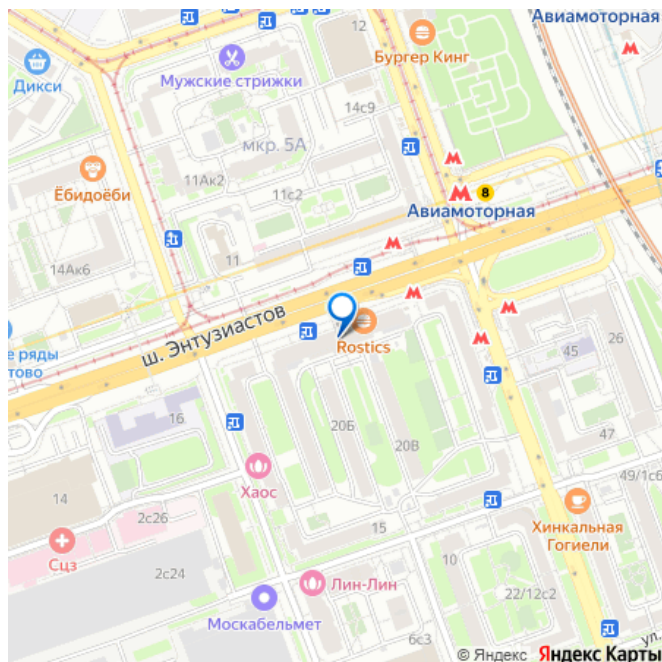 Авиамоторная
12
Бургер Кинг
Дикси
Мужские стрижки
14с9
мкр. 5А
11Ак2
Ёбидоёби
11с2
8
Авиамоторная
14Ак6
11
ш. Энтузиастов
Rostics
е ряды
тово
26
45
16
20Б
20В
47
49/1с6
Хаос
14
2с26
15
Хинкальная
Гогиели
Сцз
2с24
10
Лин-Лин
22/12с2
Москабельмет
6с3
ул.
© Яндекс Яндекс Карты